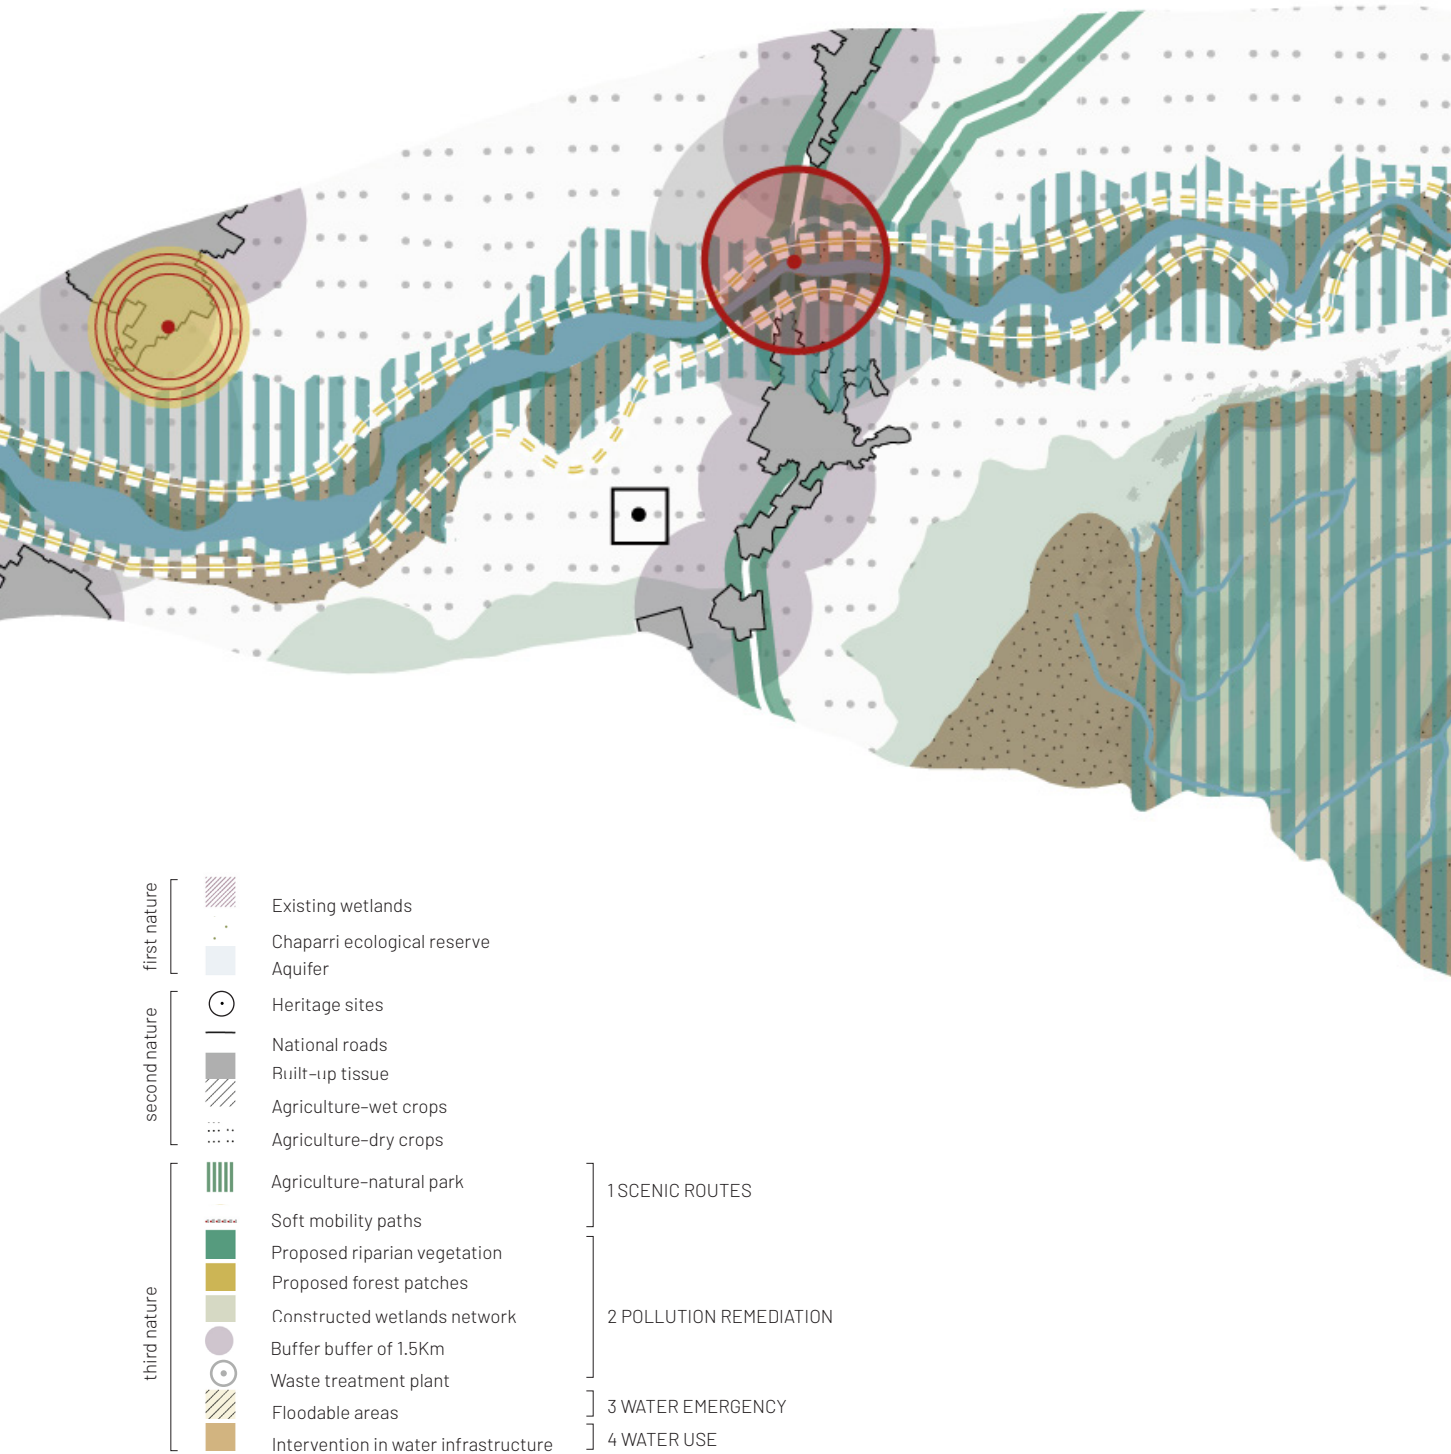 first nature
Existing wetlands
Chaparri ecological reserve
Aquifer
second nature
Heritage sites
National roads
Built-up tissue
Agriculture-wet crops
Agriculture-dry crops
third nature
Agriculture-natural park
Soft mobility paths
1 SCENIC ROUTES
Proposed riparian vegetation
Proposed forest patches
Constructed wetlands network
Buffer buffer of 1.5Km
Waste treatment plant
2 POLLUTION REMEDIATION
Floodable areas
3 WATER EMERGENCY
Intervention in water infrastructure
4 WATER USE